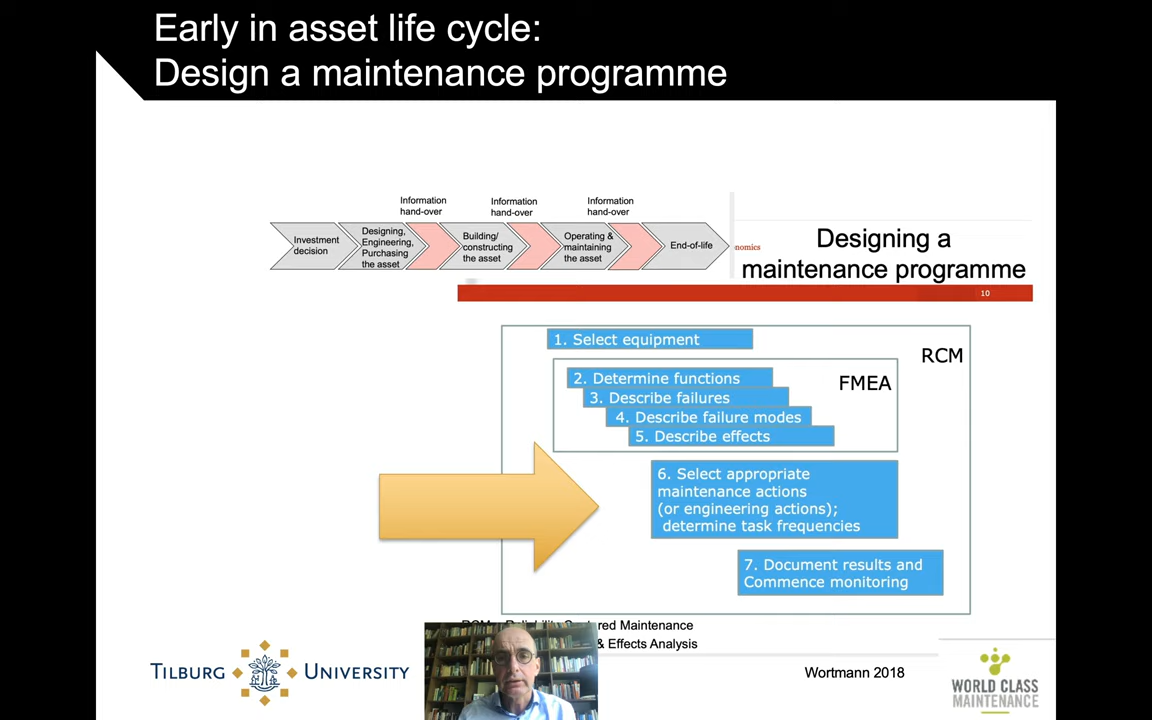 Early in asset life cycle:
Design a maintenance programme
Information
hand-over
Information
hand-over
Information
hand-over
Investment
decision
Designing,
Engineering,
Purchasing
the asset
Building/
constructing
the asset
Operating &
maintaining
the asset
End-of-life
nomics
Designing a
maintenance programme
10
1. Select equipment
RCM
2. Determine functions
FMEA
3. Describe failures
4. Describe failure modes
5. Describe effects
6. Select appropriate
maintenance actions
(or engineering actions);
determine task frequencies
7. Document results and
Commence monitoring
Maintenance
& Effects Analysis
TILBURG UNIVERSITY
Wortmann 2018
WORLD CLASS
MAINTENANCE